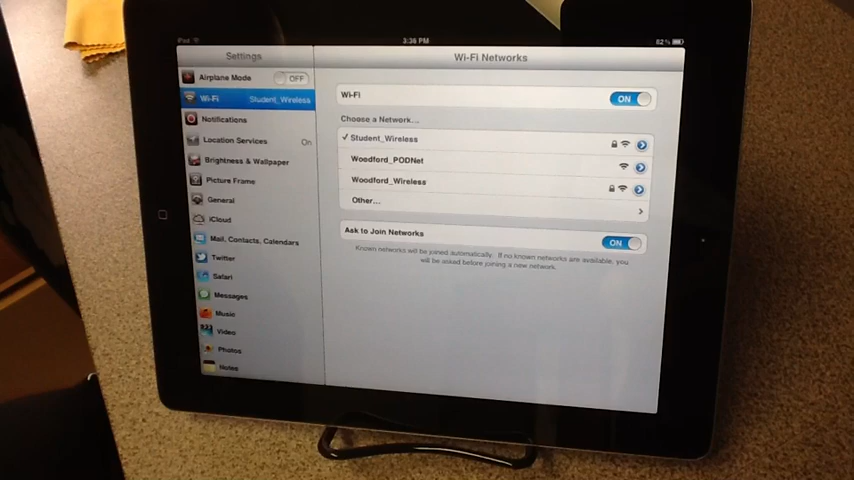 iPad
3:36 PM
82%
Settings
Wi-Fi Networks
Airplane Mode OFF
Wi-Fi Student_Wireless
Notifications
Location Services On
Brightness & Wallpaper
Picture Frame
General
iCloud
Mail, Contacts, Calendars
Twitter
Safari
Messages
Music
Video
Photos
Notes
Wi-Fi ON
Choose a Network...
Student_Wireless
Woodford_PODNet
Woodford_Wireless
Other...
Ask to Join Networks ON
Known networks will be joined automatically. If no known networks are available, you
will be asked before joining a new network.